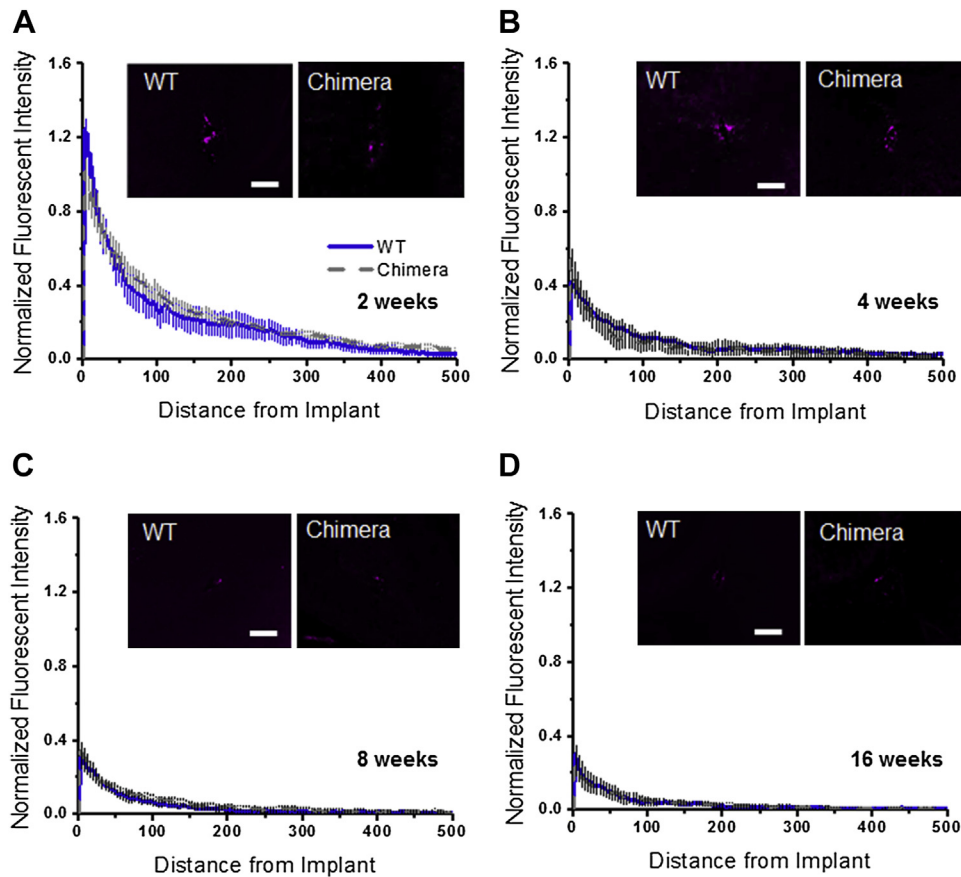 A
Normalized Fluorescent Intensity
1.6
1.2
0.8
0.4
0.0
WT
Chimera
WT
Chimera
2 weeks
0 100 200 300 400 500
Distance from Implant
B
Normalized Fluorescent Intensity
1.6
1.2
0.8
0.4
0.0
WT
Chimera
4 weeks
0 100 200 300 400 500
Distance from Implant
C
Normalized Fluorescent Intensity
1.6
1.2
0.8
0.4
0.0
WT
Chimera
8 weeks
0 100 200 300 400 500
Distance from Implant
D
Normalized Fluorescent Intensity
1.6
1.2
0.8
0.4
0.0
WT
Chimera
16 weeks
0 100 200 300 400 500
Distance from Implant